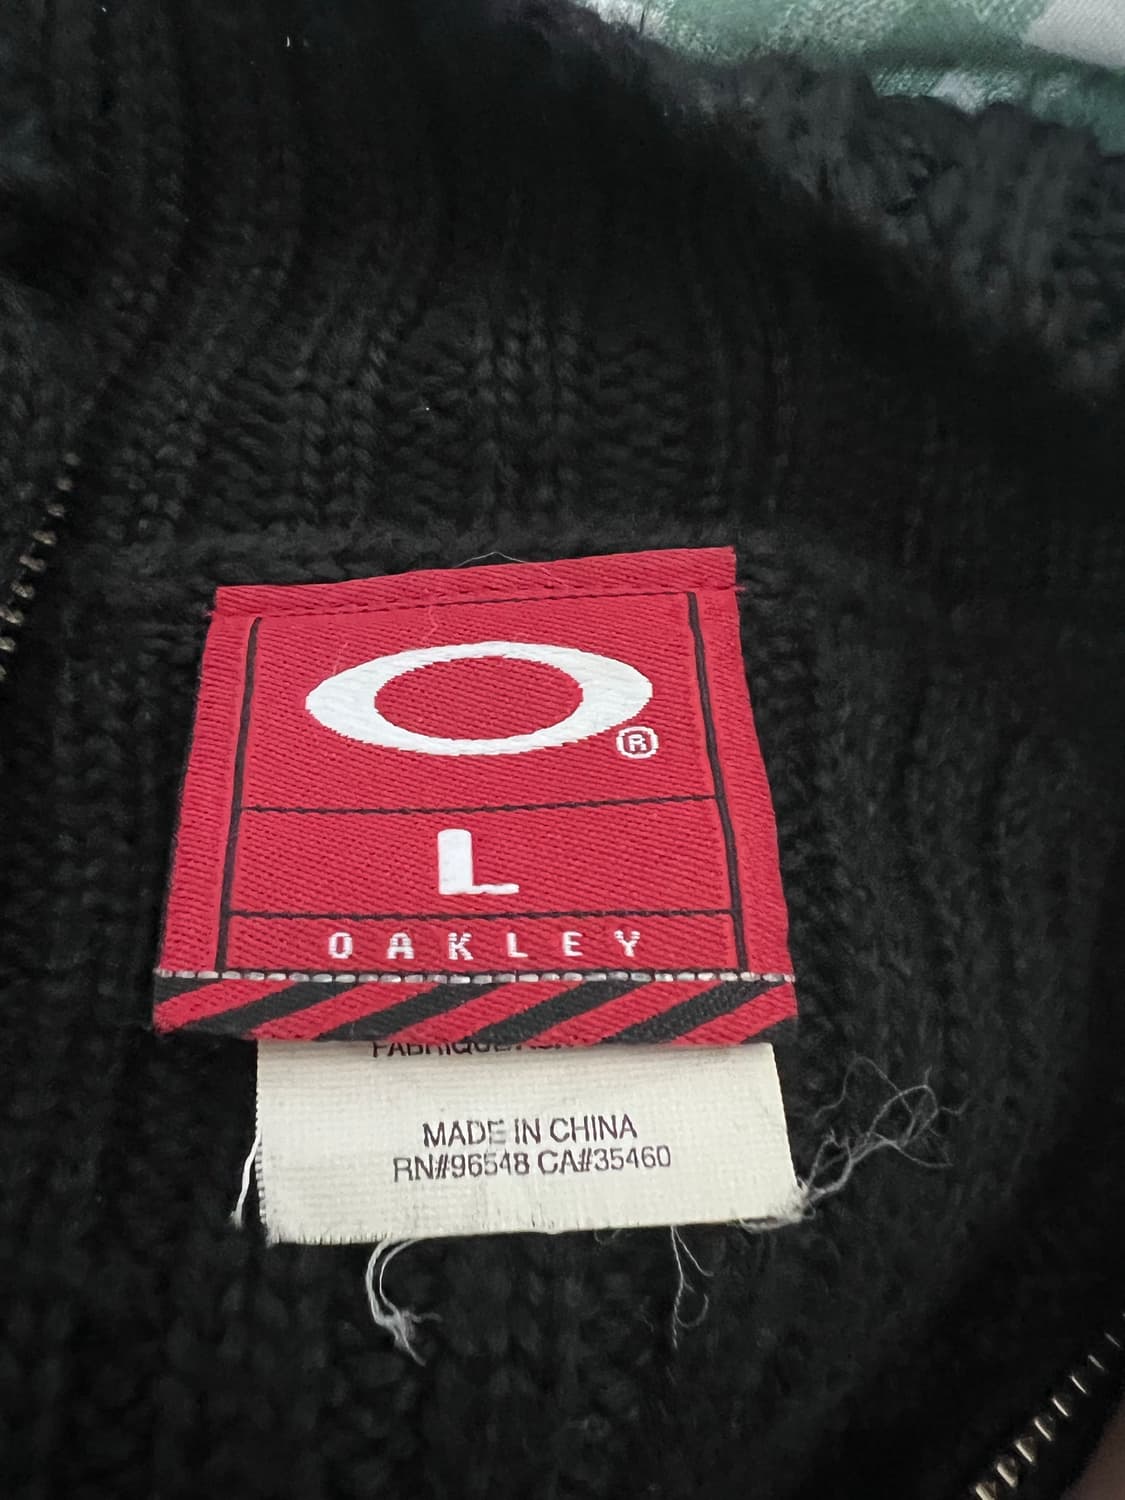 ®
L
OAKLEY
MADE IN CHINA
RN#96548 CA#35460